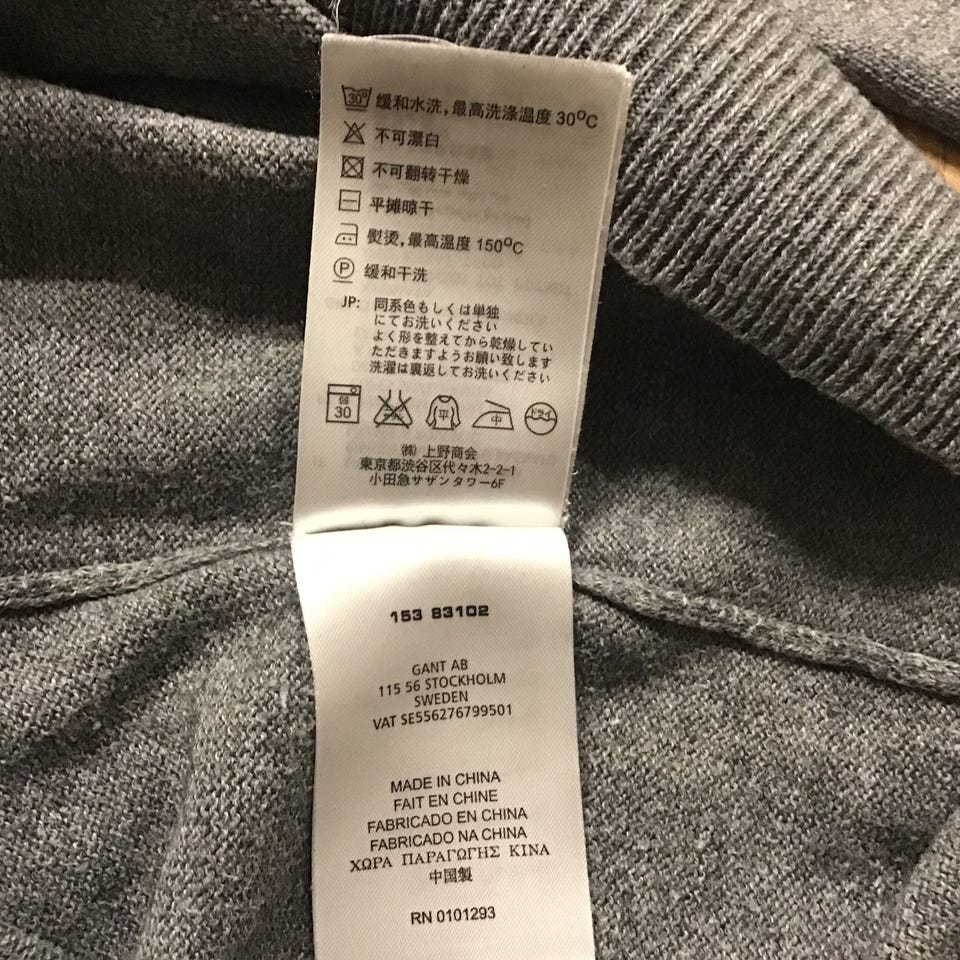 30° 缓和水洗,最高洗涤温度 30°C
不可漂白
不可翻转干燥
平摊晾干
熨烫,最高温度 150°C
P 缓和干洗
JP: 同系色もしくは単独
にてお洗いください
よく形を整えてから乾燥してい
ただきますようお願い致します
洗濯は裏返してお洗いください
弱 30 平 中 ドライ
㈱ 上野商会
東京都渋谷区代々木2-2-1
小田急サザンタワー6F
153 83102
GANT AB
115 56 STOCKHOLM
SWEDEN
VAT SE556276799501
MADE IN CHINA
FAIT EN CHINE
FABRICADO EN CHINA
FABRICADO NA CHINA
ΧΩΡΑ ΠΑΡΑΓΩΓΗΣ ΚΙΝΑ
中国製
RN 0101293